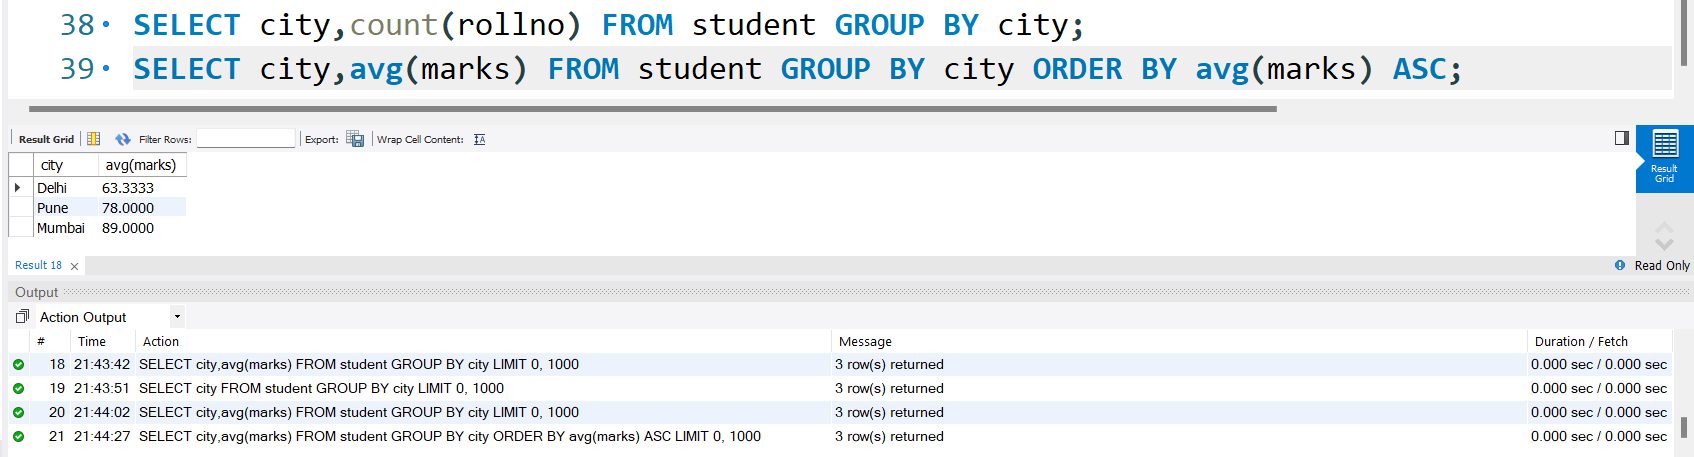 38 SELECT city,count(rollno) FROM student GROUP BY city;
39 SELECT city,avg(marks) FROM student GROUP BY city ORDER BY avg(marks) ASC;
Result Grid Filter Rows: Export: Wrap Cell Content: IA
Result Grid
city avg(marks)
Delhi 63.3333
Pune 78.0000
Mumbai 89.0000
Result 18 × Read Only
Output
Action Output
# Time Action Message Duration / Fetch
18 21:43:42 SELECT city,avg(marks) FROM student GROUP BY city LIMIT 0, 1000 3 row(s) returned 0.000 sec / 0.000 sec
19 21:43:51 SELECT city FROM student GROUP BY city LIMIT 0, 1000 3 row(s) returned 0.000 sec / 0.000 sec
20 21:44:02 SELECT city,avg(marks) FROM student GROUP BY city LIMIT 0, 1000 3 row(s) returned 0.000 sec / 0.000 sec
21 21:44:27 SELECT city,avg(marks) FROM student GROUP BY city ORDER BY avg(marks) ASC LIMIT 0, 1000 3 row(s) returned 0.000 sec / 0.000 sec